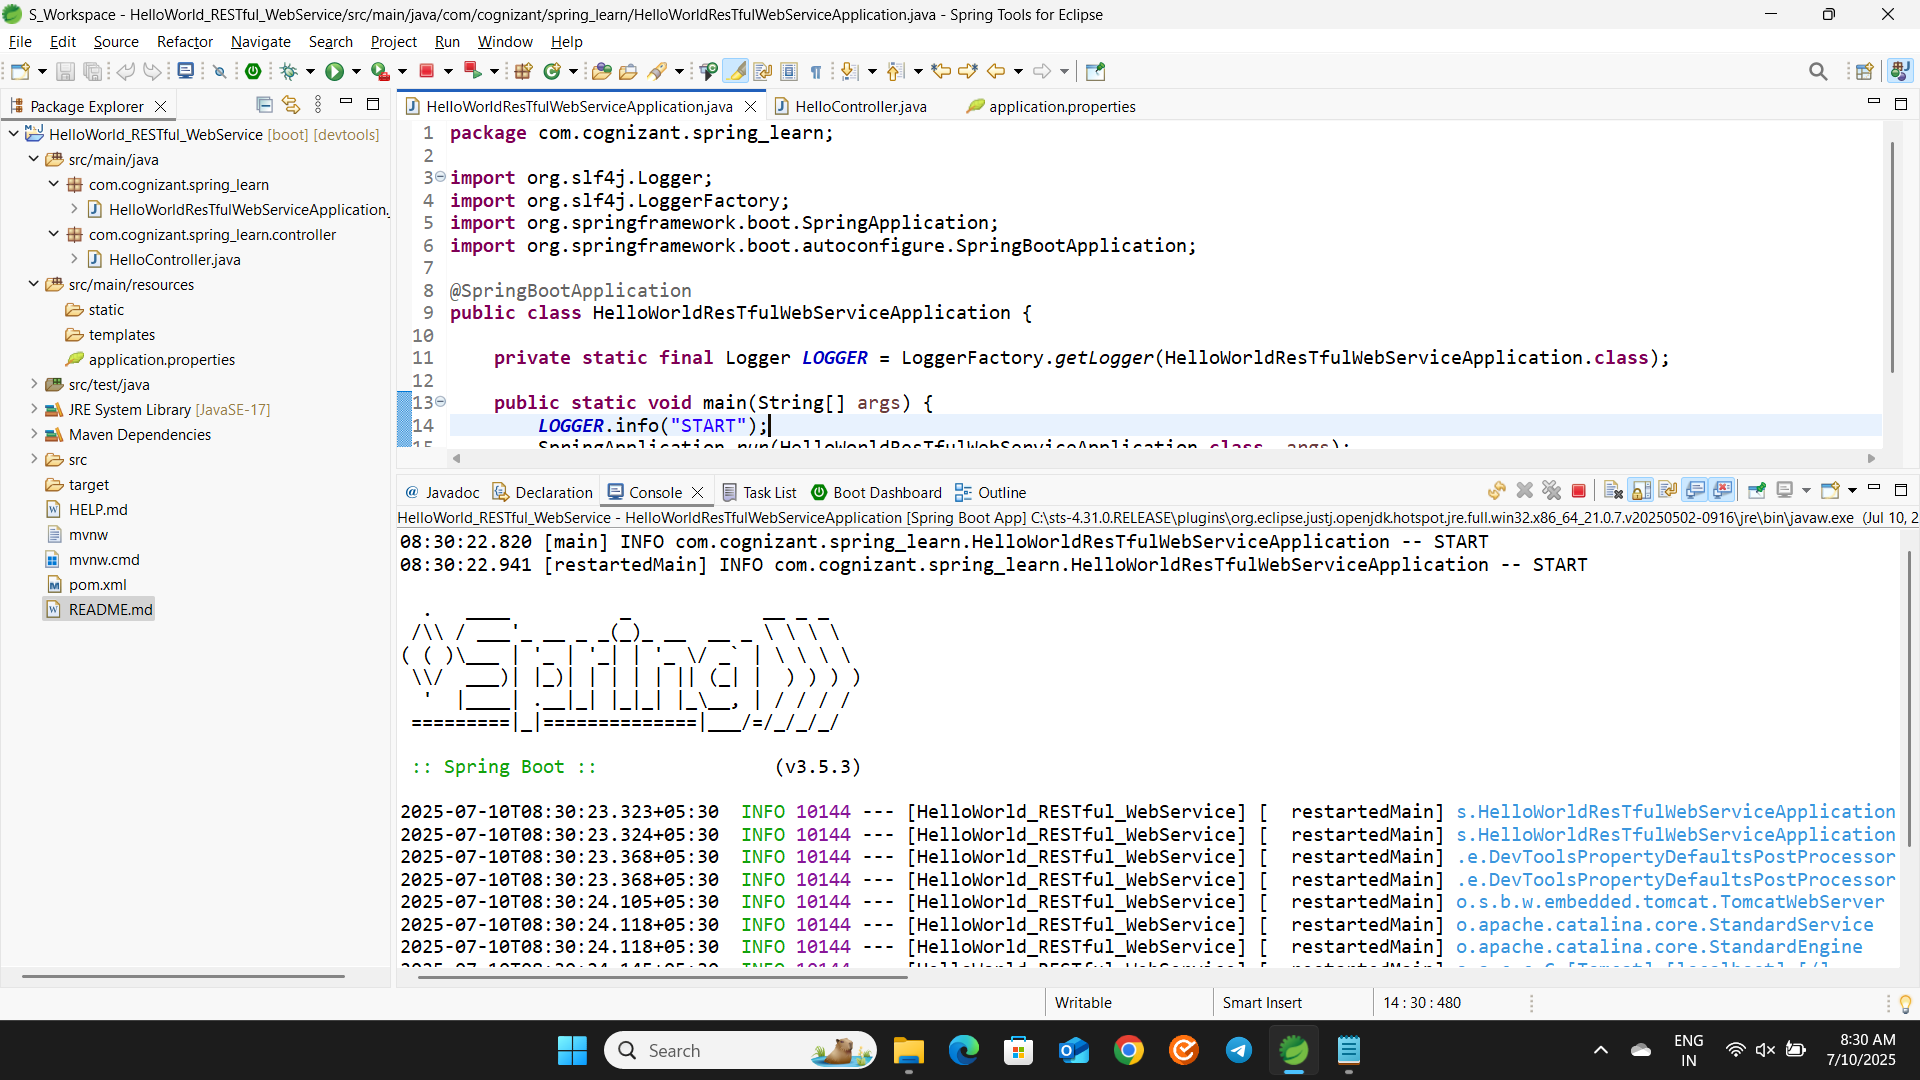 S_Workspace - HelloWorld_RESTful_WebService/src/main/java/com/cognizant/spring_learn/HelloWorldResTfulWebServiceApplication.java - Spring Tools for Eclipse
File Edit Source Refactor Navigate Search Project Run Window Help
Package Explorer
HelloWorld_RESTful_WebService [boot] [devtools]
src/main/java
com.cognizant.spring_learn
HelloWorldResTfulWebServiceApplication.
com.cognizant.spring_learn.controller
HelloController.java
src/main/resources
static
templates
application.properties
src/test/java
JRE System Library [JavaSE-17]
Maven Dependencies
src
target
HELP.md
mvnw
mvnw.cmd
pom.xml
README.md
HelloWorldResTfulWebServiceApplication.java HelloController.java application.properties
1 package com.cognizant.spring_learn;
2
3 import org.slf4j.Logger;
4 import org.slf4j.LoggerFactory;
5 import org.springframework.boot.SpringApplication;
6 import org.springframework.boot.autoconfigure.SpringBootApplication;
7
8 @SpringBootApplication
9 public class HelloWorldResTfulWebServiceApplication {
10
11 private static final Logger LOGGER = LoggerFactory.getLogger(HelloWorldResTfulWebServiceApplication.class);
12
13 public static void main(String[] args) {
14 LOGGER.info("START");
15 SpringApplication.run(HelloWorldResTfulWebServiceApplication.class, args);
@ Javadoc Declaration Console Task List Boot Dashboard Outline
HelloWorld_RESTful_WebService - HelloWorldResTfulWebServiceApplication [Spring Boot App] C:\sts-4.31.0.RELEASE\plugins\org.eclipse.justj.openjdk.hotspot.jre.full.win32.x86_64_21.0.7.v20250502-0916\jre\bin\javaw.exe (Jul 10, 2
08:30:22.820 [main] INFO com.cognizant.spring_learn.HelloWorldResTfulWebServiceApplication -- START
08:30:22.941 [restartedMain] INFO com.cognizant.spring_learn.HelloWorldResTfulWebServiceApplication -- START
Spring
:: Spring Boot :: (v3.5.3)
2025-07-10T08:30:23.323+05:30 INFO 10144 --- [HelloWorld_RESTful_WebService] [ restartedMain] s.HelloWorldResTfulWebServiceApplication
2025-07-10T08:30:23.324+05:30 INFO 10144 --- [HelloWorld_RESTful_WebService] [ restartedMain] s.HelloWorldResTfulWebServiceApplication
2025-07-10T08:30:23.368+05:30 INFO 10144 --- [HelloWorld_RESTful_WebService] [ restartedMain] .e.DevToolsPropertyDefaultsPostProcessor
2025-07-10T08:30:23.368+05:30 INFO 10144 --- [HelloWorld_RESTful_WebService] [ restartedMain] .e.DevToolsPropertyDefaultsPostProcessor
2025-07-10T08:30:24.105+05:30 INFO 10144 --- [HelloWorld_RESTful_WebService] [ restartedMain] o.s.b.w.embedded.tomcat.TomcatWebServer
2025-07-10T08:30:24.118+05:30 INFO 10144 --- [HelloWorld_RESTful_WebService] [ restartedMain] o.apache.catalina.core.StandardService
2025-07-10T08:30:24.118+05:30 INFO 10144 --- [HelloWorld_RESTful_WebService] [ restartedMain] o.apache.catalina.core.StandardEngine
Writable Smart Insert 14 : 30 : 480
Search
ENG
IN
8:30 AM
7/10/2025